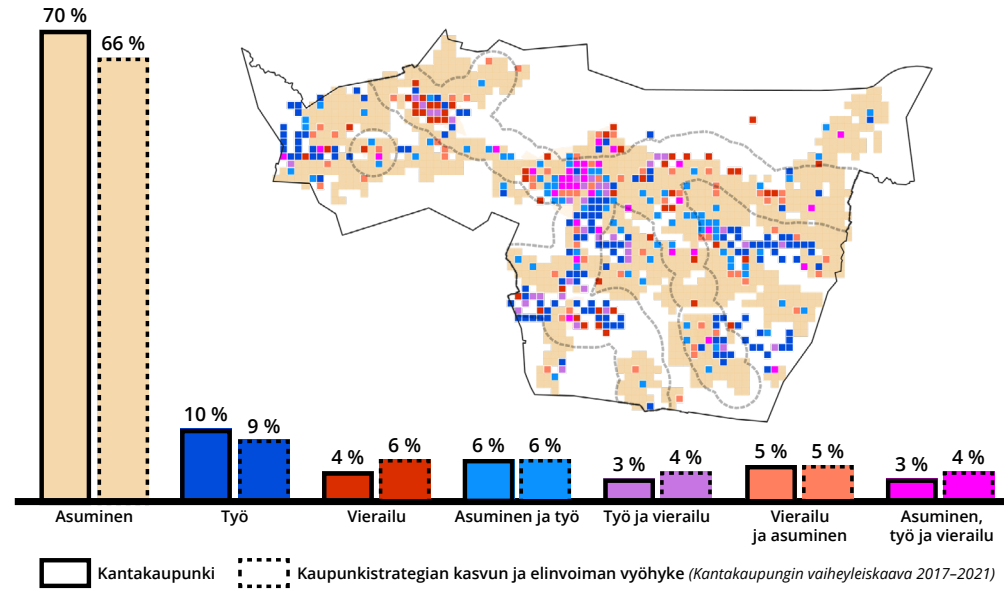 70 %
66 %
10 %
9 %
4 %
6 %
6 %
6 %
3 %
4 %
5 %
5 %
3 %
4 %
Asuminen
Työ
Vierailu
Asuminen ja työ
Työ ja vierailu
Vierailu
ja asuminen
Asuminen,
työ ja vierailu
Kantakaupunki
Kaupunkistrategian kasvun ja elinvoiman vyöhyke (Kantakaupungin vaiheyleiskaava 2017–2021)